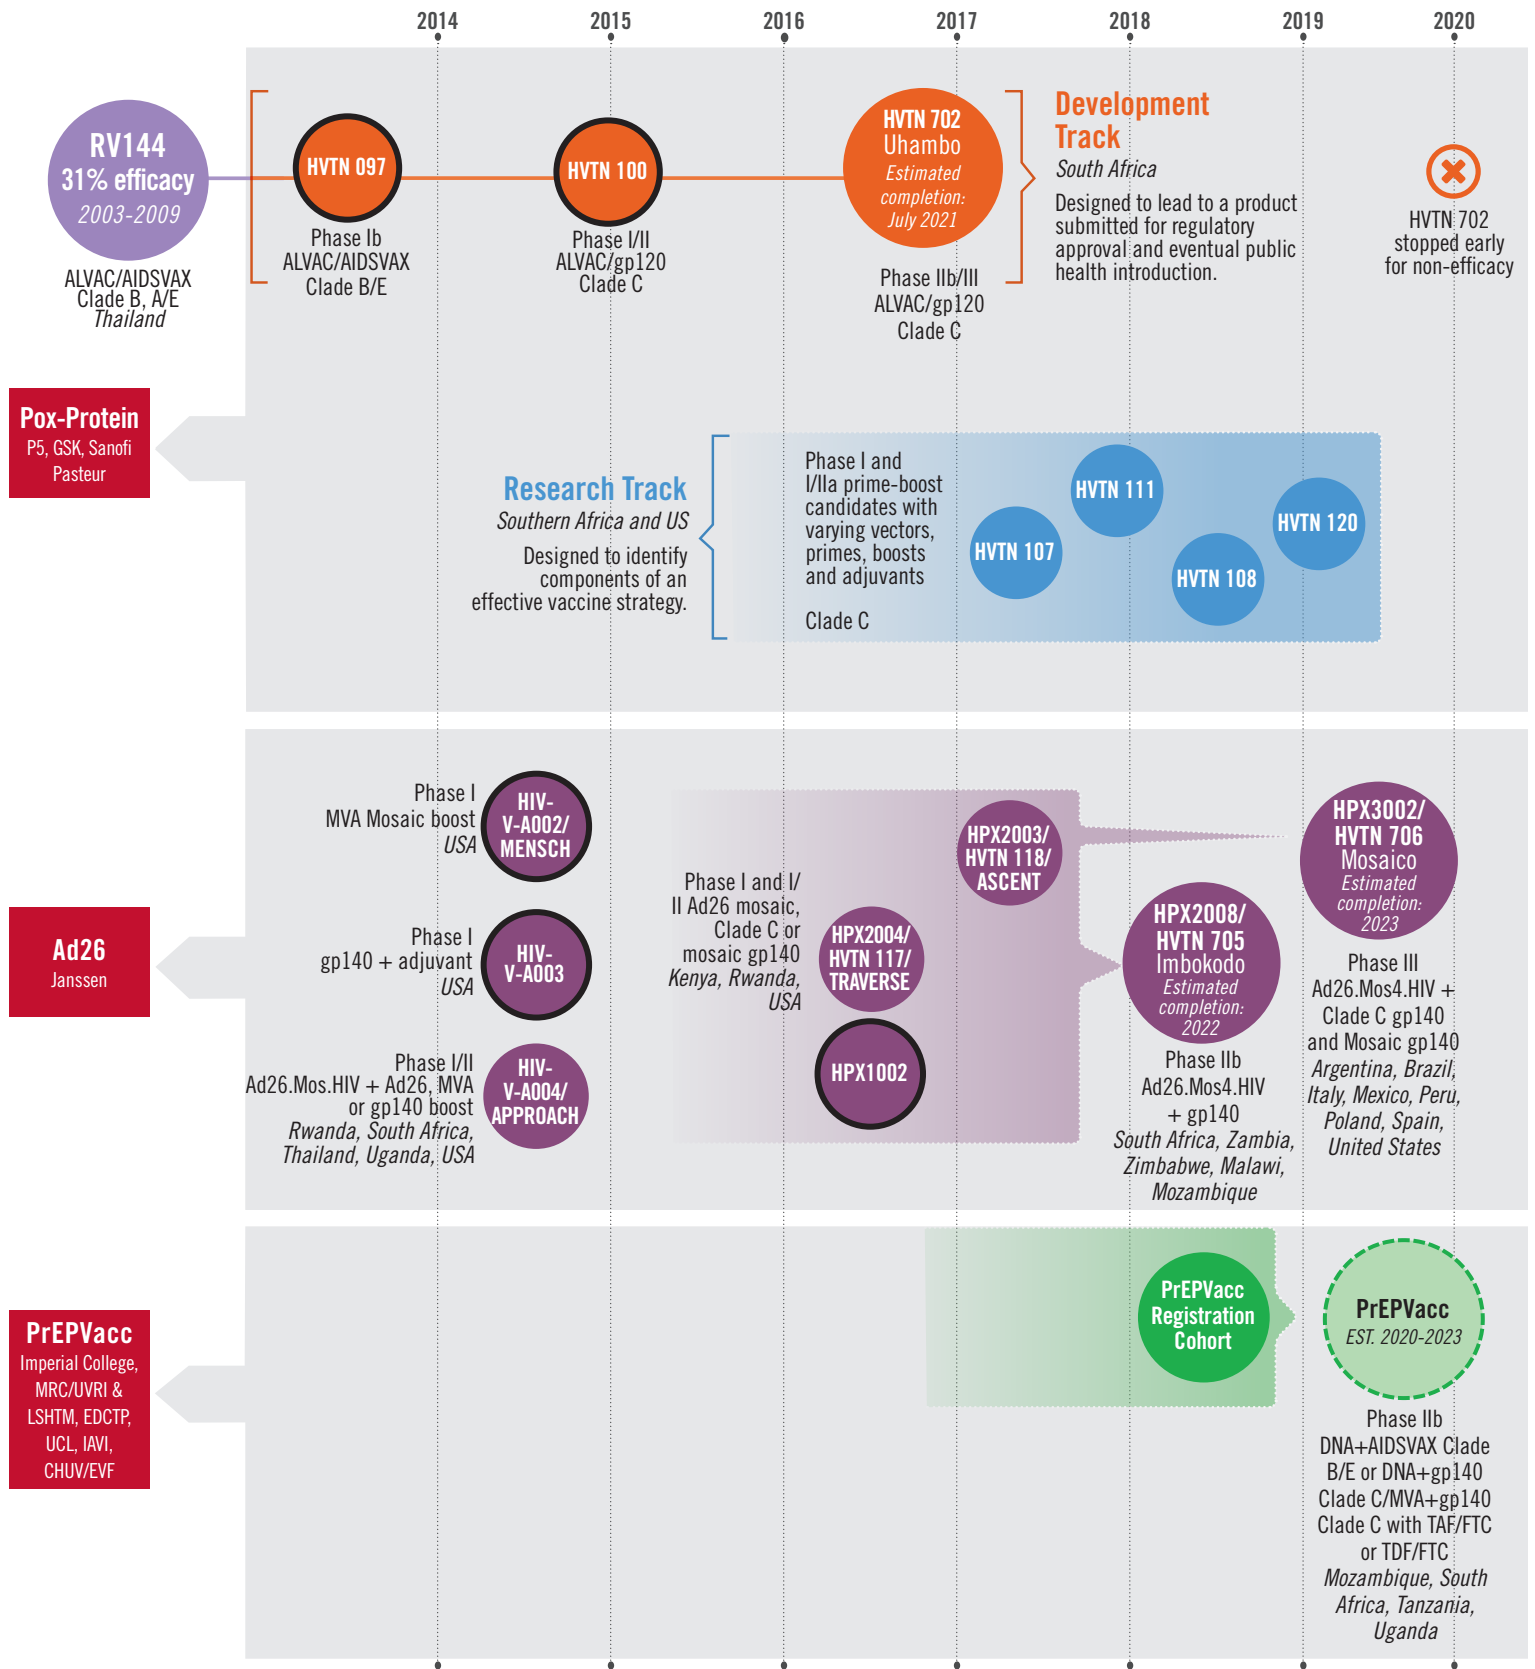 2014
2015
2016
2017
2018
2019
2020
RV144
31% efficacy
2003-2009
ALVAC/AIDSVAX
Clade B, A/E
Thailand
HVTN 097
Phase Ib
ALVAC/AIDSVAX
Clade B/E
HVTN 100
Phase I/II
ALVAC/gp120
Clade C
HVTN 702
Uhambo
Estimated
completion:
July 2021
Phase IIb/III
ALVAC/gp120
Clade C
Development
Track
South Africa
Designed to lead to a product
submitted for regulatory
approval and eventual public
health introduction.
HVTN 702
stopped early
for non-efficacy
Pox-Protein
P5, GSK, Sanofi
Pasteur
Research Track
Southern Africa and US
Designed to identify
components of an
effective vaccine strategy.
Phase I and
I/IIa prime-boost
candidates with
varying vectors,
primes, boosts
and adjuvants
Clade C
HVTN 107
HVTN 111
HVTN 108
HVTN 120
Ad26
Janssen
Phase I
MVA Mosaic boost
USA
HIV-
V-A002/
MENSCH
Phase I
gp140 + adjuvant
USA
HIV-
V-A003
Phase I/II
Ad26.Mos.HIV + Ad26, MVA
or gp140 boost
Rwanda, South Africa,
Thailand, Uganda, USA
HIV-
V-A004/
APPROACH
Phase I and I/
II Ad26 mosaic,
Clade C or
mosaic gp140
Kenya, Rwanda,
USA
HPX2003/
HVTN 118/
ASCENT
HPX2004/
HVTN 117/
TRAVERSE
HPX1002
HPX2008/
HVTN 705
Imbokodo
Estimated
completion:
2022
Phase IIb
Ad26.Mos4.HIV
+ gp140
South Africa, Zambia,
Zimbabwe, Malawi,
Mozambique
HPX3002/
HVTN 706
Mosaico
Estimated
completion:
2023
Phase III
Ad26.Mos4.HIV +
Clade C gp140
and Mosaic gp140
Argentina, Brazil,
Italy, Mexico, Peru,
Poland, Spain,
United States
PrEPVacc
Imperial College,
MRC/UVRI &
LSHTM, EDCTP,
UCL, IAVI,
CHUV/EVF
PrEPVacc
Registration
Cohort
PrEPVacc
EST. 2020-2023
Phase IIb
DNA+AIDSVAX Clade
B/E or DNA+gp140
Clade C/MVA+gp140
Clade C with TAF/FTC
or TDF/FTC
Mozambique, South
Africa, Tanzania,
Uganda